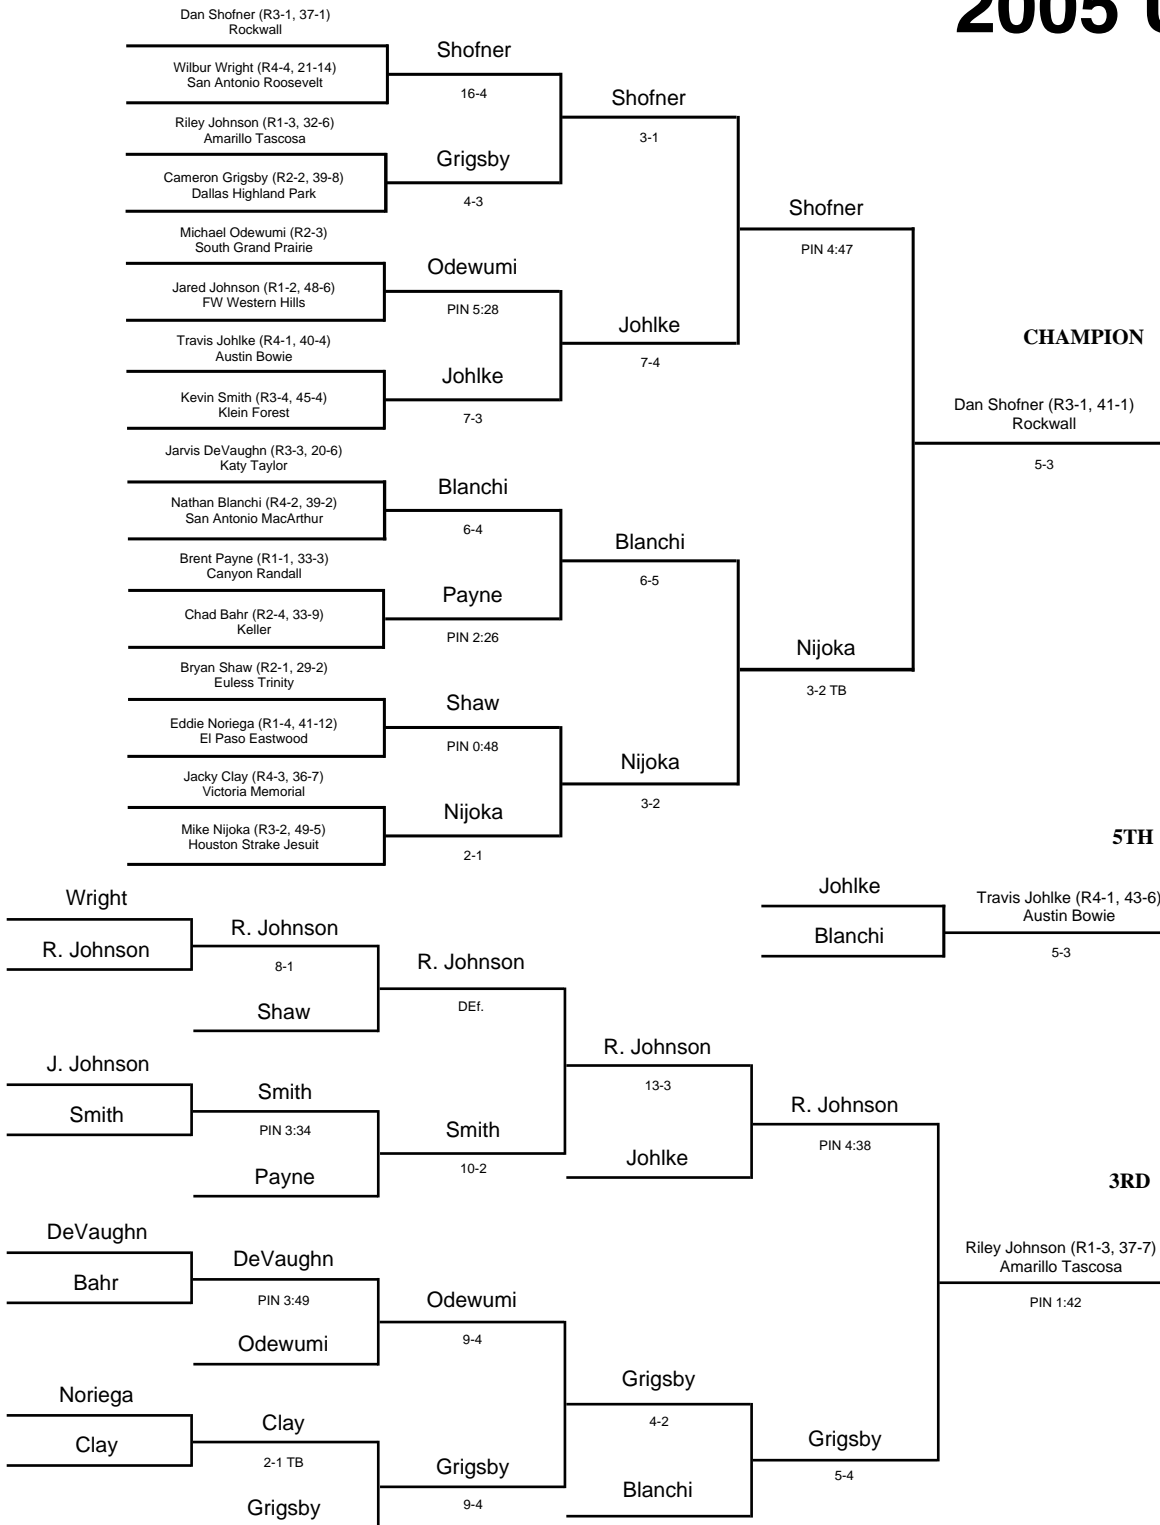 2005 U
Dan Shofner (R3-1, 37-1)
Rockwall
Wilbur Wright (R4-4, 21-14)
San Antonio Roosevelt
Riley Johnson (R1-3, 32-6)
Amarillo Tascosa
Cameron Grigsby (R2-2, 39-8)
Dallas Highland Park
Michael Odewumi (R2-3)
South Grand Prairie
Jared Johnson (R1-2, 48-6)
FW Western Hills
Travis Johlke (R4-1, 40-4)
Austin Bowie
Kevin Smith (R3-4, 45-4)
Klein Forest
Jarvis DeVaughn (R3-3, 20-6)
Katy Taylor
Nathan Blanchi (R4-2, 39-2)
San Antonio MacArthur
Brent Payne (R1-1, 33-3)
Canyon Randall
Chad Bahr (R2-4, 33-9)
Keller
Bryan Shaw (R2-1, 29-2)
Euless Trinity
Eddie Noriega (R1-4, 41-12)
El Paso Eastwood
Jacky Clay (R4-3, 36-7)
Victoria Memorial
Mike Nijoka (R3-2, 49-5)
Houston Strake Jesuit
Shofner
16-4
Grigsby
4-3
Odewumi
PIN 5:28
Johlke
7-3
Blanchi
6-4
Payne
PIN 2:26
Shaw
PIN 0:48
Nijoka
2-1
Shofner
3-1
Johlke
7-4
Blanchi
6-5
Nijoka
3-2
Shofner
PIN 4:47
Nijoka
3-2 TB
CHAMPION
Dan Shofner (R3-1, 41-1)
Rockwall
5-3
5TH
Johlke
Blanchi
Travis Johlke (R4-1, 43-6)
Austin Bowie
5-3
Wright
R. Johnson
J. Johnson
Smith
DeVaughn
Bahr
Noriega
Clay
R. Johnson
8-1
Shaw
Smith
PIN 3:34
Payne
DeVaughn
PIN 3:49
Odewumi
Clay
2-1 TB
Grigsby
R. Johnson
DEf.
Smith
10-2
Odewumi
9-4
Grigsby
9-4
R. Johnson
13-3
Johlke
Grigsby
4-2
Blanchi
R. Johnson
PIN 4:38
Grigsby
5-4
3RD
Riley Johnson (R1-3, 37-7)
Amarillo Tascosa
PIN 1:42